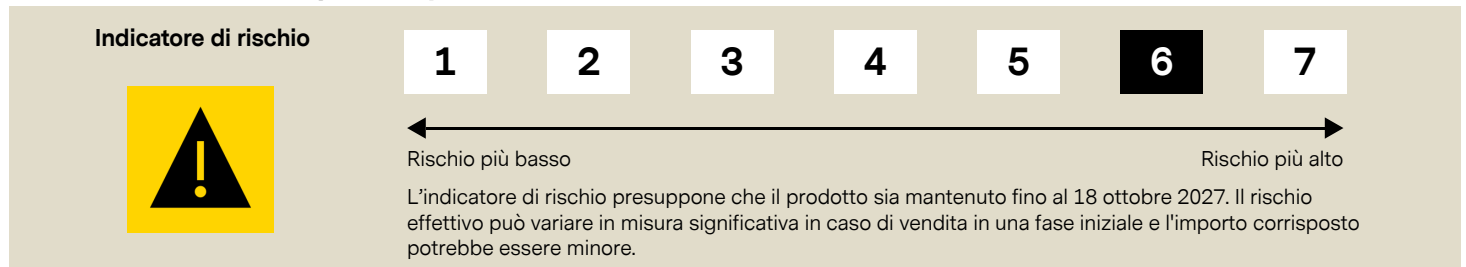 Indicatore di rischio
1 2 3 4 5 6 7
Rischio più basso Rischio più alto
L’indicatore di rischio presuppone che il prodotto sia mantenuto fino al 18 ottobre 2027. Il rischio
effettivo può variare in misura significativa in caso di vendita in una fase iniziale e l'importo corrisposto
potrebbe essere minore.